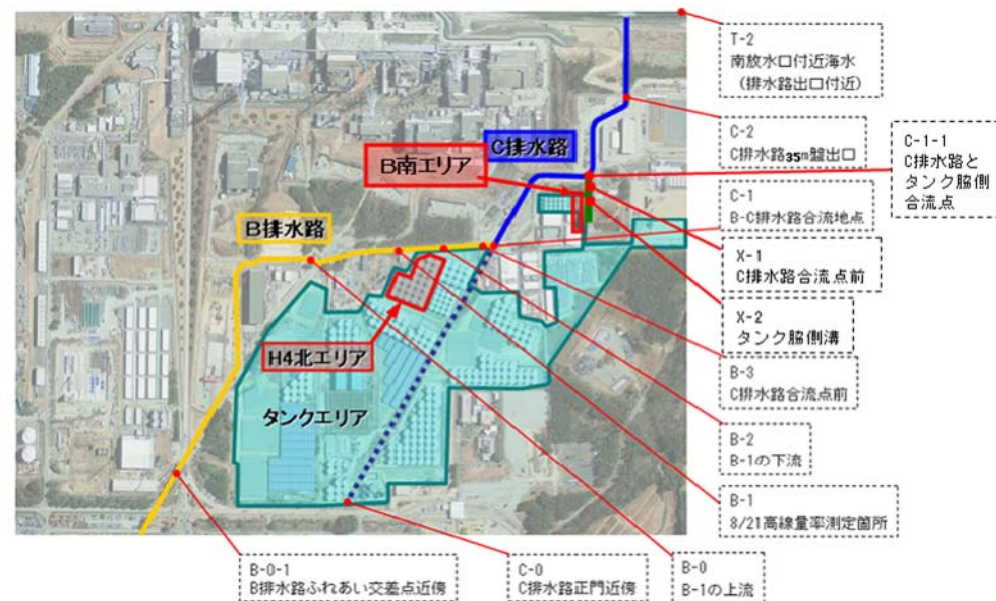 T-2
南放水口付近海水
（排水路出口付近）
C-2
C排水路35m盤出口
C-1-1
C排水路と
タンク脇側
合流点
C排水路
B南エリア
C-1
B-C排水路合流地点
B排水路
X-1
C排水路合流点前
X-2
タンク脇側溝
H4北エリア
タンクエリア
B-3
C排水路合流点前
B-2
B-1の下流
B-1
8/21高線量率測定箇所
B-0-1
B排水路ふれあい交差点近傍
C-0
C排水路正門近傍
B-0
B-1の上流